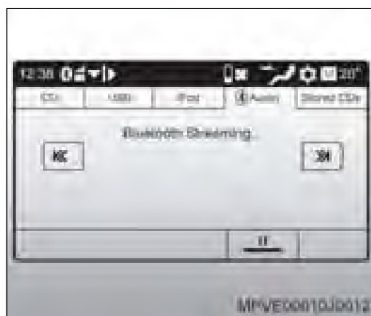 12:38 20°
CDs USB iPod Audio Stored CDs
Bluetooth Streaming...
MPVE00010J0012